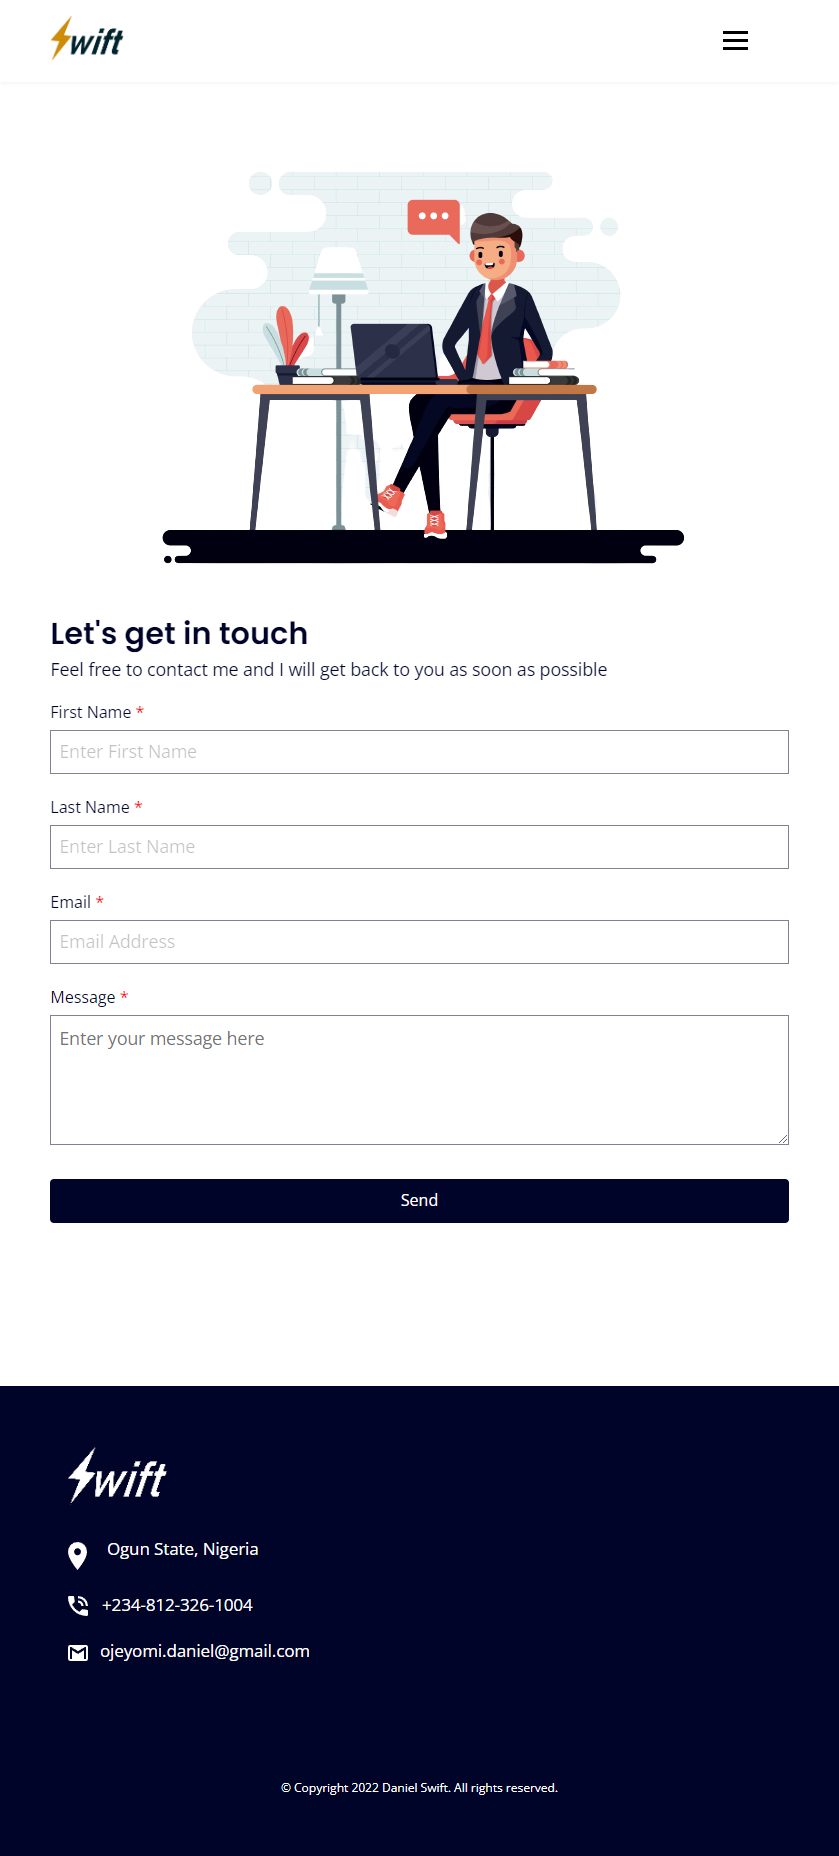 Swift
Let's get in touch
Feel free to contact me and I will get back to you as soon as possible
First Name *
Enter First Name
Last Name *
Enter Last Name
Email *
Email Address
Message *
Enter your message here
Send
Swift
Ogun State, Nigeria
+234-812-326-1004
ojeyomi.daniel@gmail.com
© Copyright 2022 Daniel Swift. All rights reserved.